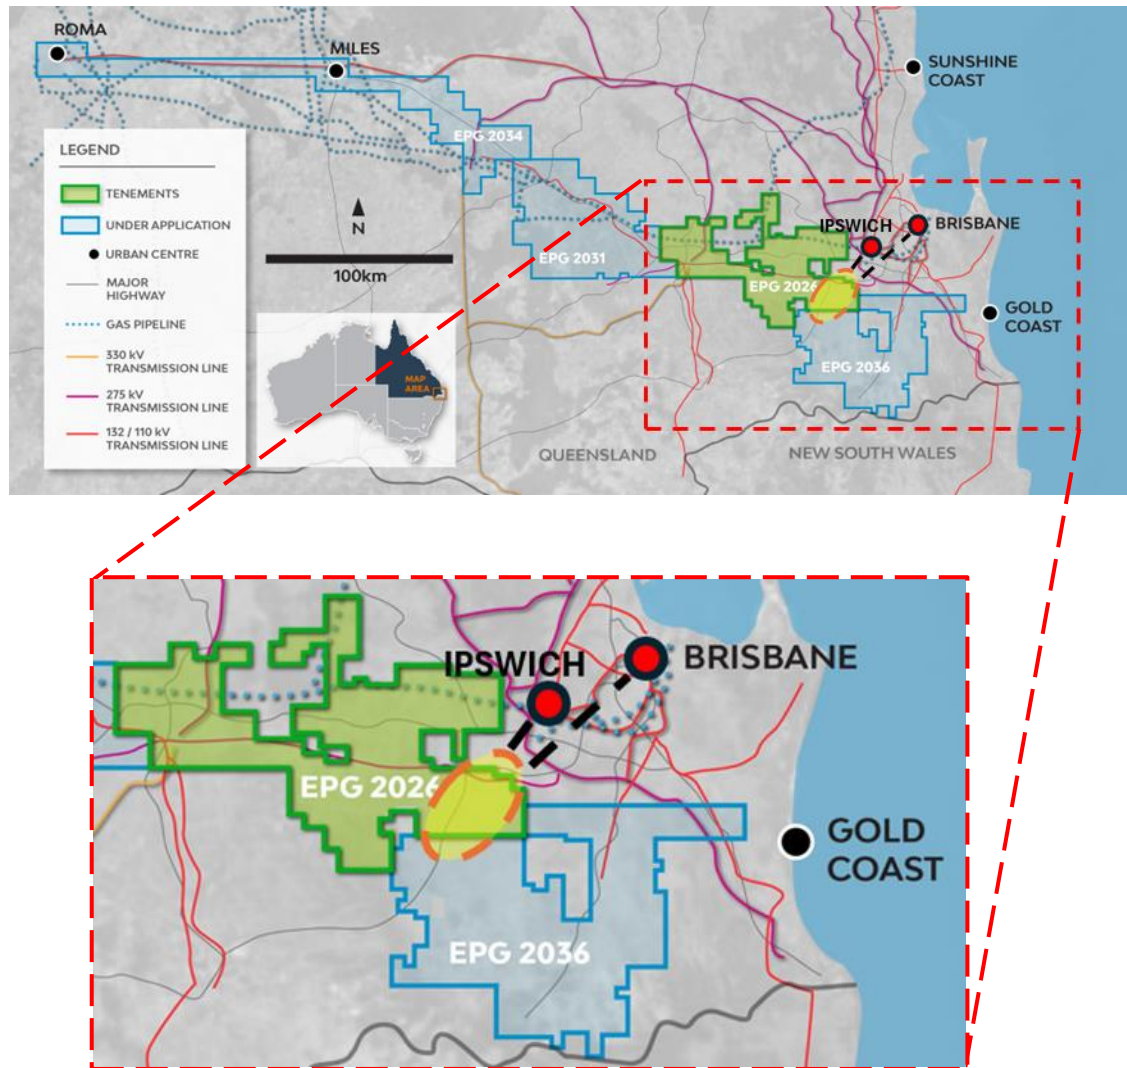 ROMA
MILES
SUNSHINE
COAST
EPG 2034
LEGEND
TENEMENTS
UNDER APPLICATION
URBAN CENTRE
MAJOR
HIGHWAY
GAS PIPELINE
330 kV
TRANSMISSION LINE
275 kV
TRANSMISSION LINE
132 / 110 kV
TRANSMISSION LINE
N
100km
MAP
AREA
IPSWICH
BRISBANE
EPG 2031
EPG 2026
GOLD
COAST
EPG 2036
QUEENSLAND
NEW SOUTH WALES
IPSWICH
BRISBANE
EPG 2026
GOLD
COAST
EPG 2036